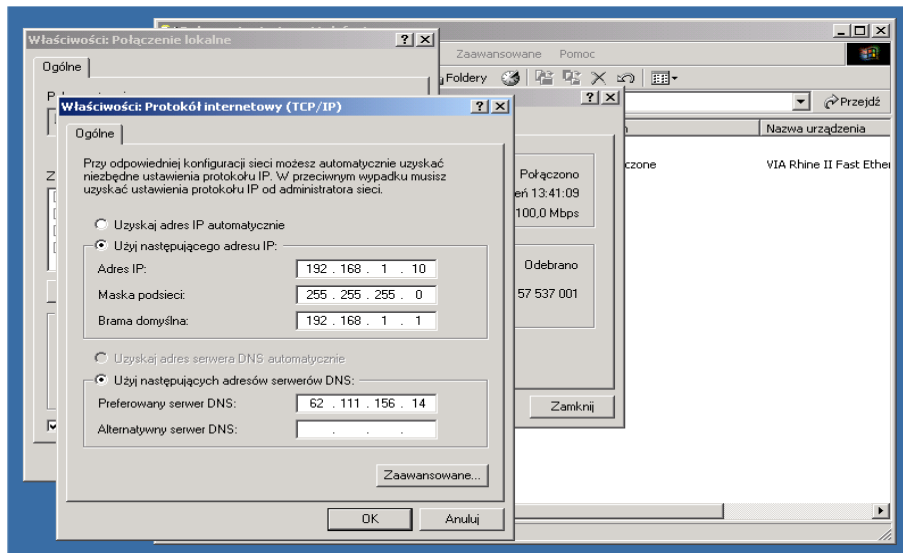 Właściwości: Połączenie lokalne
Ogólne
Zaawansowane Pomoc
Foldery
Przejdź
Nazwa urządzenia
VIA Rhine II Fast Ether
Połączono
13:41:09
100,0 Mbps
Odebrano
57 537 001
Zamknij
Właściwości: Protokół internetowy (TCP/IP)
Ogólne
Przy odpowiedniej konfiguracji sieci możesz automatycznie uzyskać
niezbędne ustawienia protokołu IP. W przeciwnym wypadku musisz
uzyskać ustawienia protokołu IP od administratora sieci.
Uzyskaj adres IP automatycznie
Użyj następującego adresu IP:
Adres IP: 192 . 168 . 1 . 10
Maska podsieci: 255 . 255 . 255 . 0
Brama domyślna: 192 . 168 . 1 . 1
Uzyskaj adres serwera DNS automatycznie
Użyj następujących adresów serwerów DNS:
Preferowany serwer DNS: 62 . 111 . 156 . 14
Alternatywny serwer DNS: . . .
Zaawansowane...
OK Anuluj